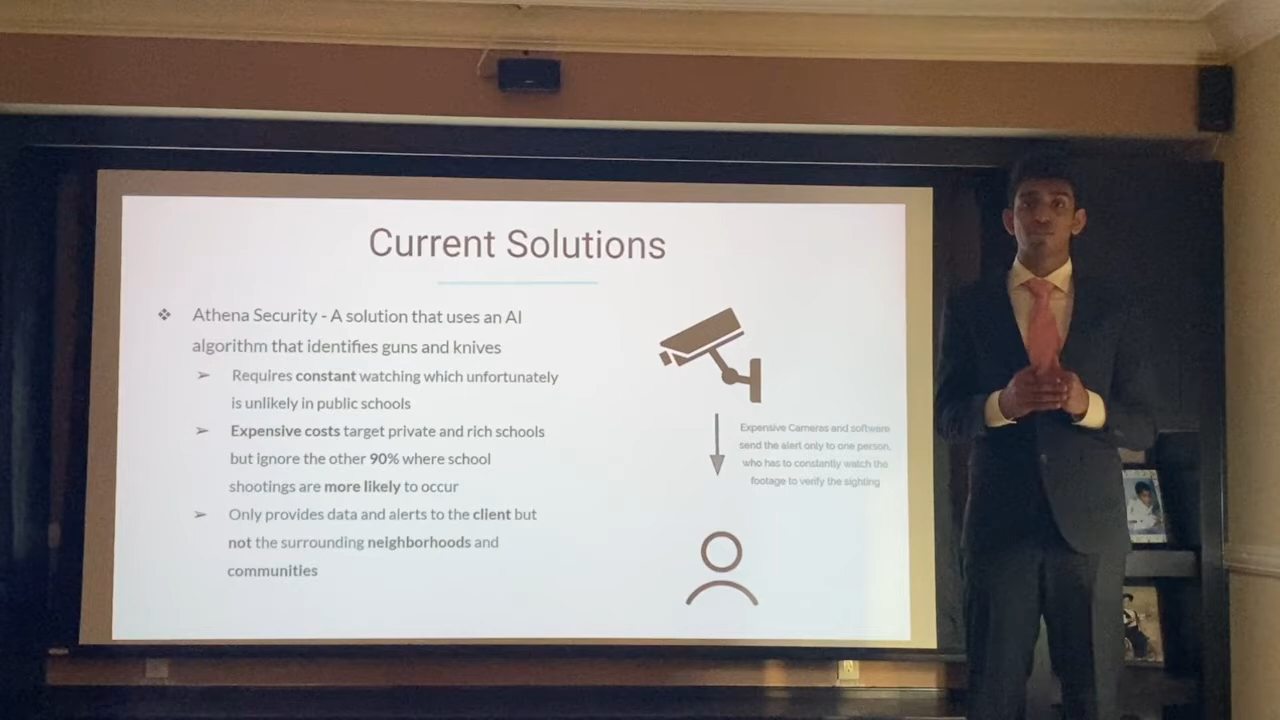 Current Solutions
❖ Athena Security - A solution that uses an AI
algorithm that identifies guns and knives
➢ Requires constant watching which unfortunately
is unlikely in public schools
➢ Expensive costs target private and rich schools
but ignore the other 90% where school
shootings are more likely to occur
➢ Only provides data and alerts to the client but
not the surrounding neighborhoods and
communities
Expensive Cameras and software
send the alert only to one person,
who has to constantly watch the
footage to verify the sighting